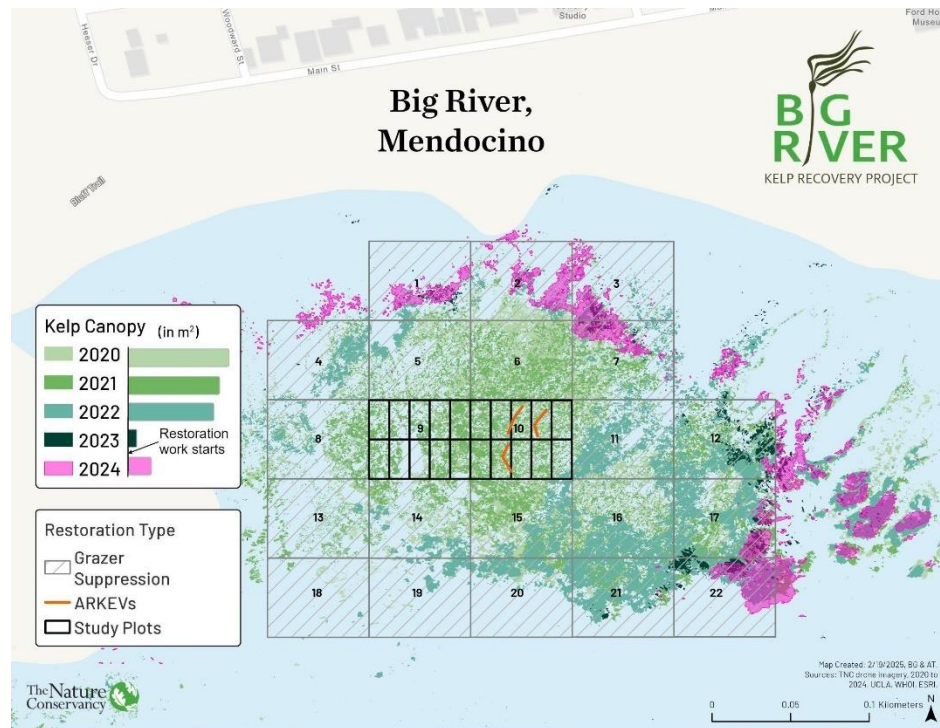 Heeser Dr
Woodward St
Main St
Studio
Ford Ho
Museu
Bluff Trail
Big River,
Mendocino
BIG
RIVER
KELP RECOVERY PROJECT
1
2
3
4
5
6
7
8
9
10
11
12
13
14
15
16
17
18
19
20
21
22
Kelp Canopy (in m²)
2020
2021
2022
2023
2024
Restoration
work starts
Restoration Type
Grazer
Suppression
ARKEVs
Study Plots
The Nature
Conservancy
Map Created: 2/19/2025, BG & AT.
Sources: TNC drone imagery, 2020 to
2024, UCLA, WHOI, ESRI.
0 0.05 0.1 Kilometers
N